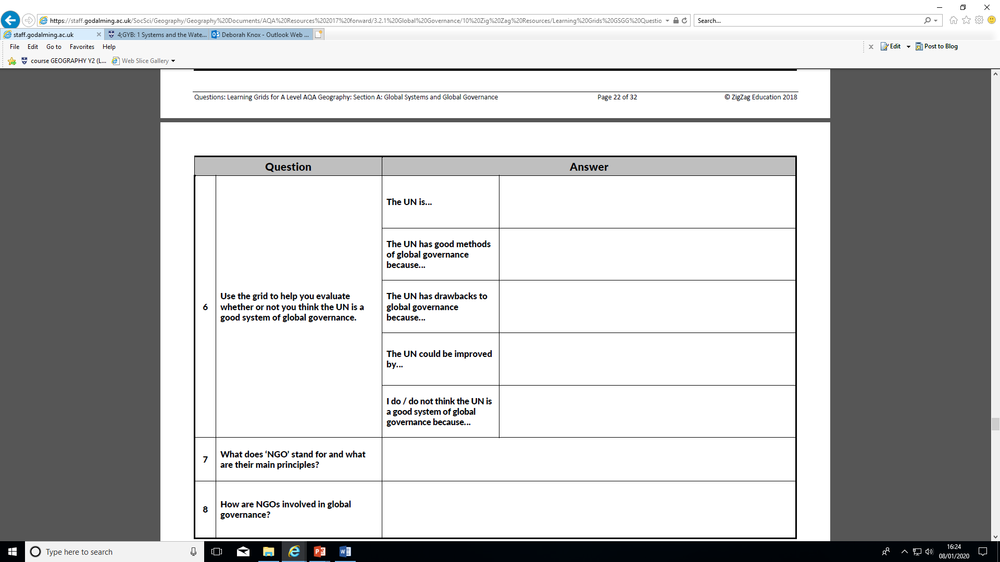 https://staff.godalming.ac.uk/SocSci/Geography/Geography%20Documents/AQA%20Resources%202017%20forward/3.2.1%20Global%20Governance/10%20Zig%20Zag%20Resources/Learning%20Grids%20GSGG%20Questio
Search...
staff.godalming.ac.uk
4;GYB: 1 Systems and the Wate...
Deborah Knox - Outlook Web ...
File Edit Go to Favorites Help
Edit
Post to Blog
course GEOGRAPHY Y2 (L...
Web Slice Gallery
Questions: Learning Grids for A Level AQA Geography: Section A: Global Systems and Global Governance
Page 22 of 32
© ZigZag Education 2018
Question
Answer
6
Use the grid to help you evaluate
whether or not you think the UN is a
good system of global governance.
The UN is...
The UN has good methods
of global governance
because...
The UN has drawbacks to
global governance
because...
The UN could be improved
by...
I do / do not think the UN is
a good system of global
governance because...
7
What does ‘NGO’ stand for and what
are their main principles?
8
How are NGOs involved in global
governance?
Type here to search
16:24
08/01/2020